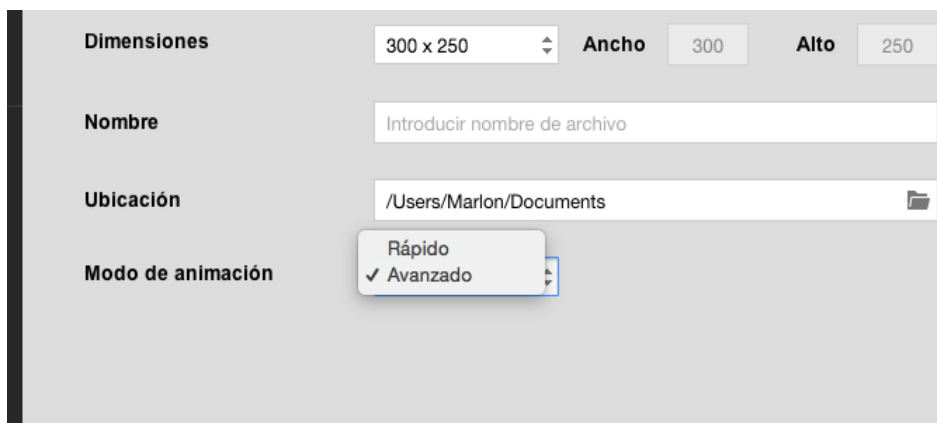 Dimensiones 300 x 250 Ancho 300 Alto 250
Nombre Introducir nombre de archivo
Ubicación /Users/Marlon/Documents
Rápido
Modo de animación ✓ Avanzado